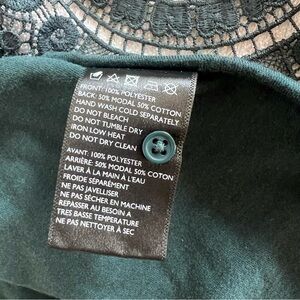 FRONT: 100% POLYESTER
BACK: 50% MODAL 50% COTTON
HAND WASH COLD SEPARATELY
DO NOT BLEACH
DO NOT TUMBLE DRY
IRON LOW HEAT
DO NOT DRY CLEAN
AVANT: 100% POLYESTER
ARRIÈRE: 50% MODAL 50% COTON
LAVER À LA MAIN À L'EAU
FROIDE SÉPARÉMENT
NE PAS JAVELLISER
NE PAS SÉCHER EN MACHINE
REPASSER AU BESOIN À
TRES BASSE TEMPÉRATURE
NE PAS NETTOYER À SEC